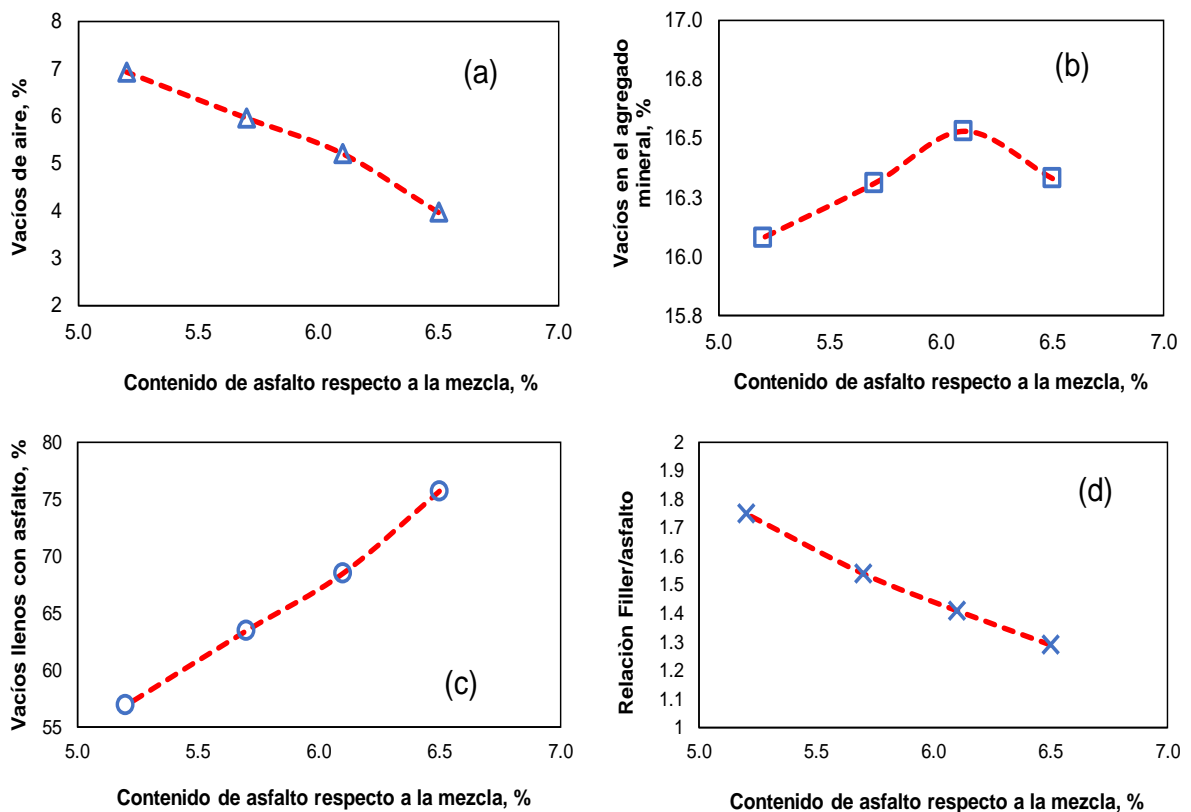 Vacíos de aire, %
8
7
6
5
4
3
2
(a)
5.0 5.5 6.0 6.5 7.0
Contenido de asfalto respecto a la mezcla, %
Vacíos en el agregado
mineral, %
17.0
16.8
16.5
16.3
16.0
15.8
(b)
5.0 5.5 6.0 6.5 7.0
Contenido de asfalto respecto a la mezcla, %
Vacíos llenos con asfalto, %
80
75
70
65
60
55
(c)
5.0 5.5 6.0 6.5 7.0
Contenido de asfalto respecto a la mezcla, %
Relaciòn Filler/asfalto
2
1.9
1.8
1.7
1.6
1.5
1.4
1.3
1.2
1.1
1
(d)
5.0 5.5 6.0 6.5 7.0
Contenido de asfalto respecto a la mezcla, %